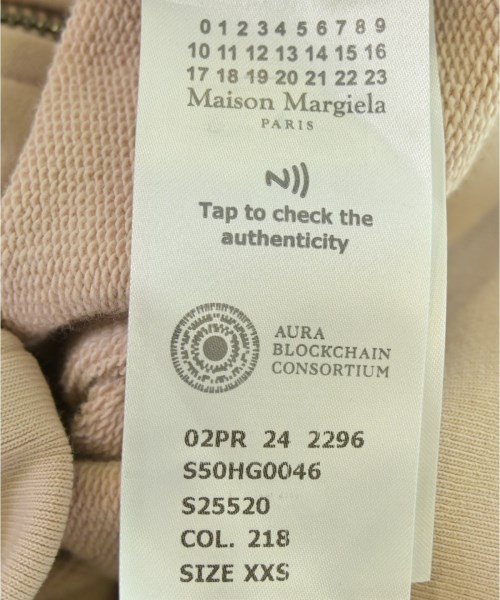 0 1 2 3 4 5 6 7 8 9
10 11 12 13 14 15 16
17 18 19 20 21 22 23
Maison Margiela
PARIS
Tap to check the
authenticity
AURA
BLOCKCHAIN
CONSORTIUM
02PR 24 2296
S50HG0046
S25520
COL. 218
SIZE XXS